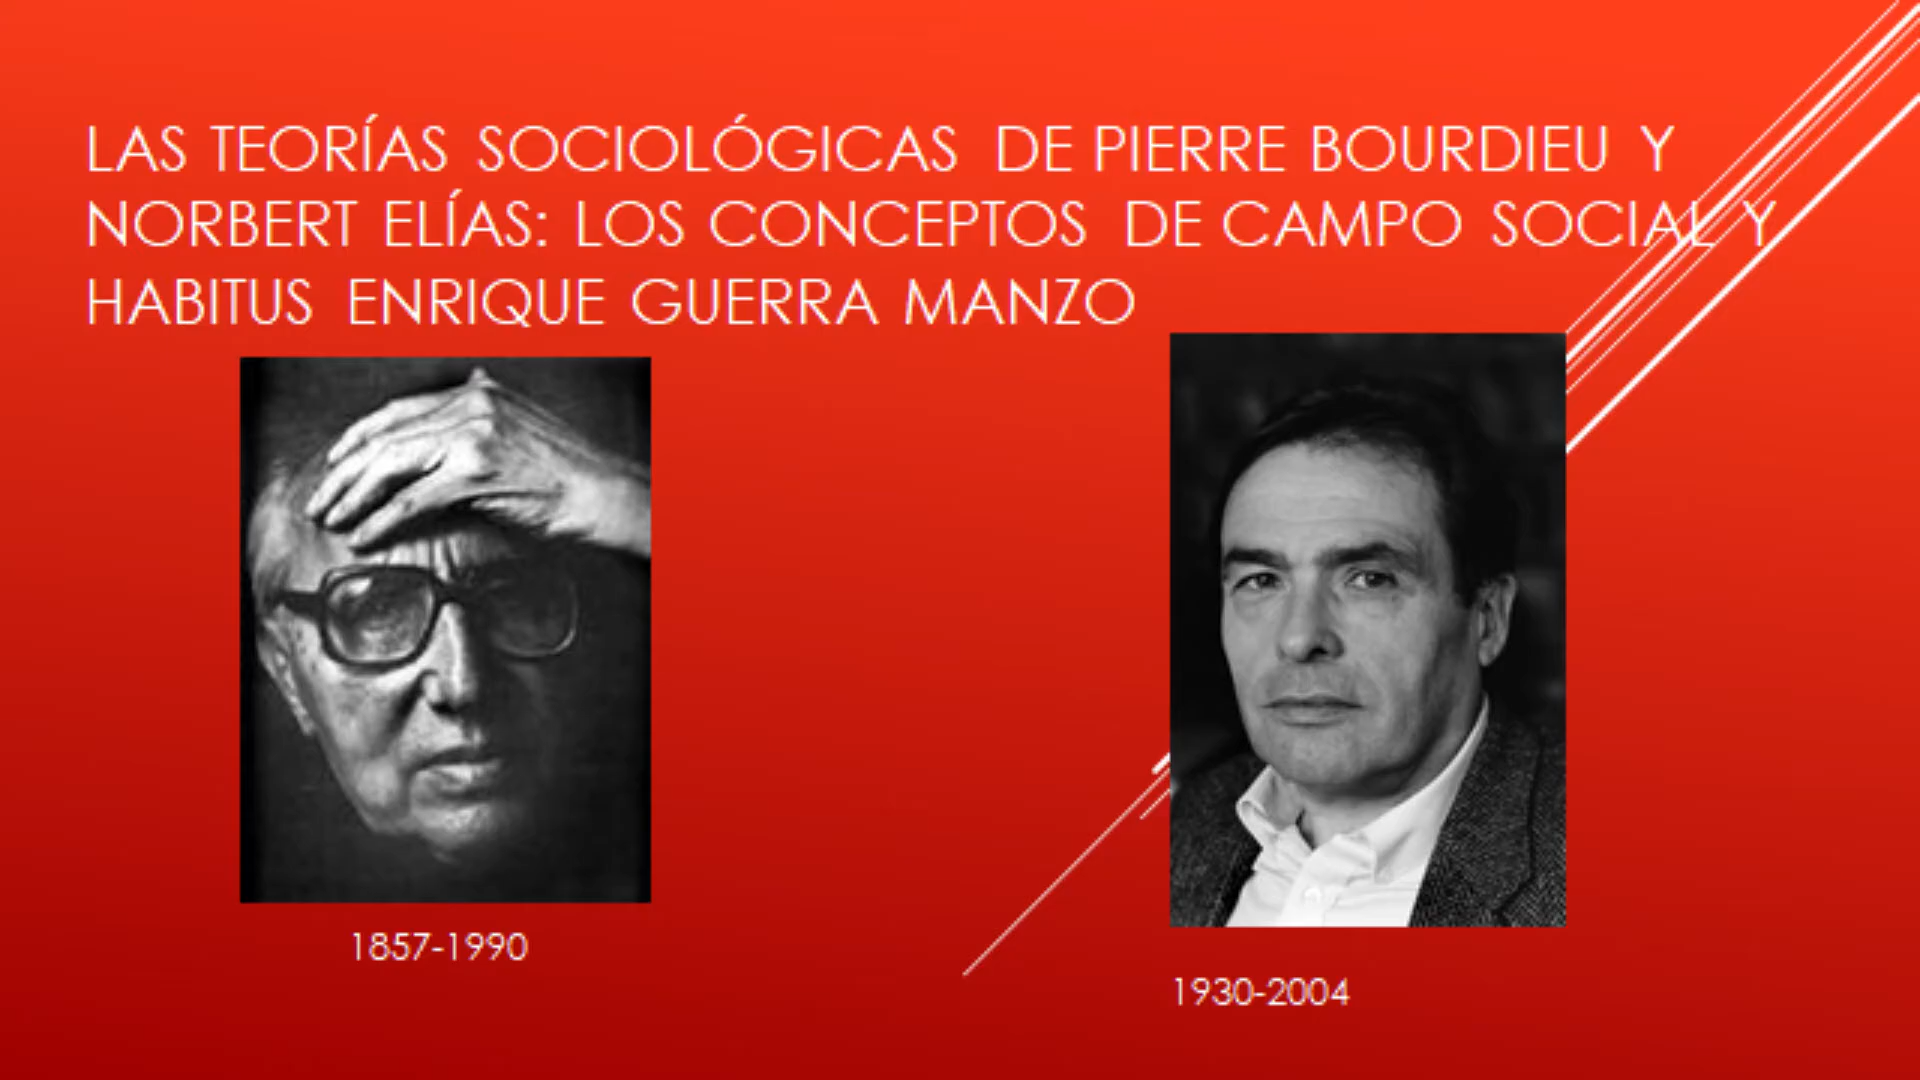 LAS TEORÍAS SOCIOLÓGICAS DE PIERRE BOURDIEU Y
NORBERT ELÍAS: LOS CONCEPTOS DE CAMPO SOCIAL Y
HABITUS ENRIQUE GUERRA MANZO
1857-1990
1930-2004